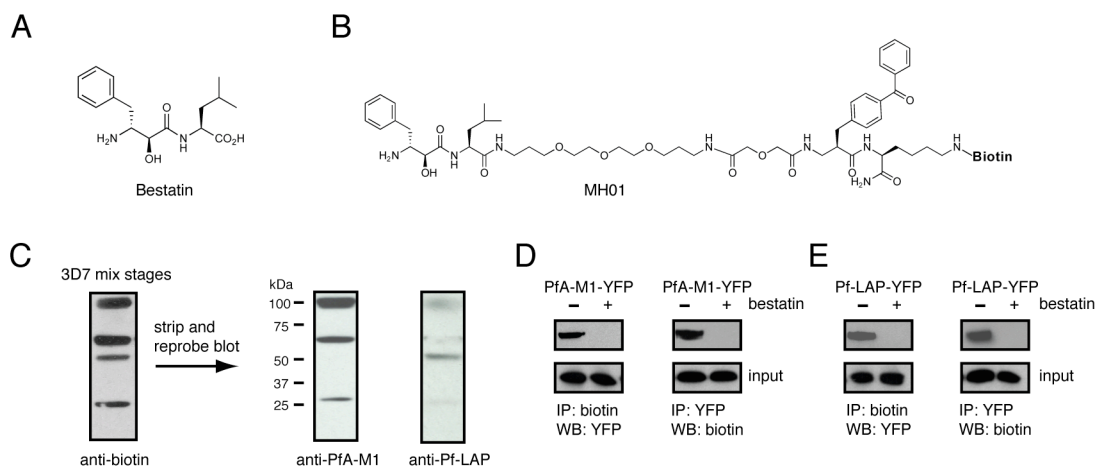 A
B
H₂N
OH
O
N
H
CO₂H
Bestatin
H₂N
OH
O
N
H
O
H
N
O
O
O
H
N
O
O
O
H
N
O
O
H
N
H₂N
O
H
N
Biotin
MH01
C
3D7 mix stages
strip and
reprobe blot
anti-biotin
kDa
100
75
50
37
25
anti-PfA-M1
anti-Pf-LAP
D
PfA-M1-YFP
PfA-M1-YFP
– +
– +
bestatin
input
IP: biotin
WB: YFP
IP: YFP
WB: biotin
E
Pf-LAP-YFP
Pf-LAP-YFP
– +
– +
bestatin
input
IP: biotin
WB: YFP
IP: YFP
WB: biotin